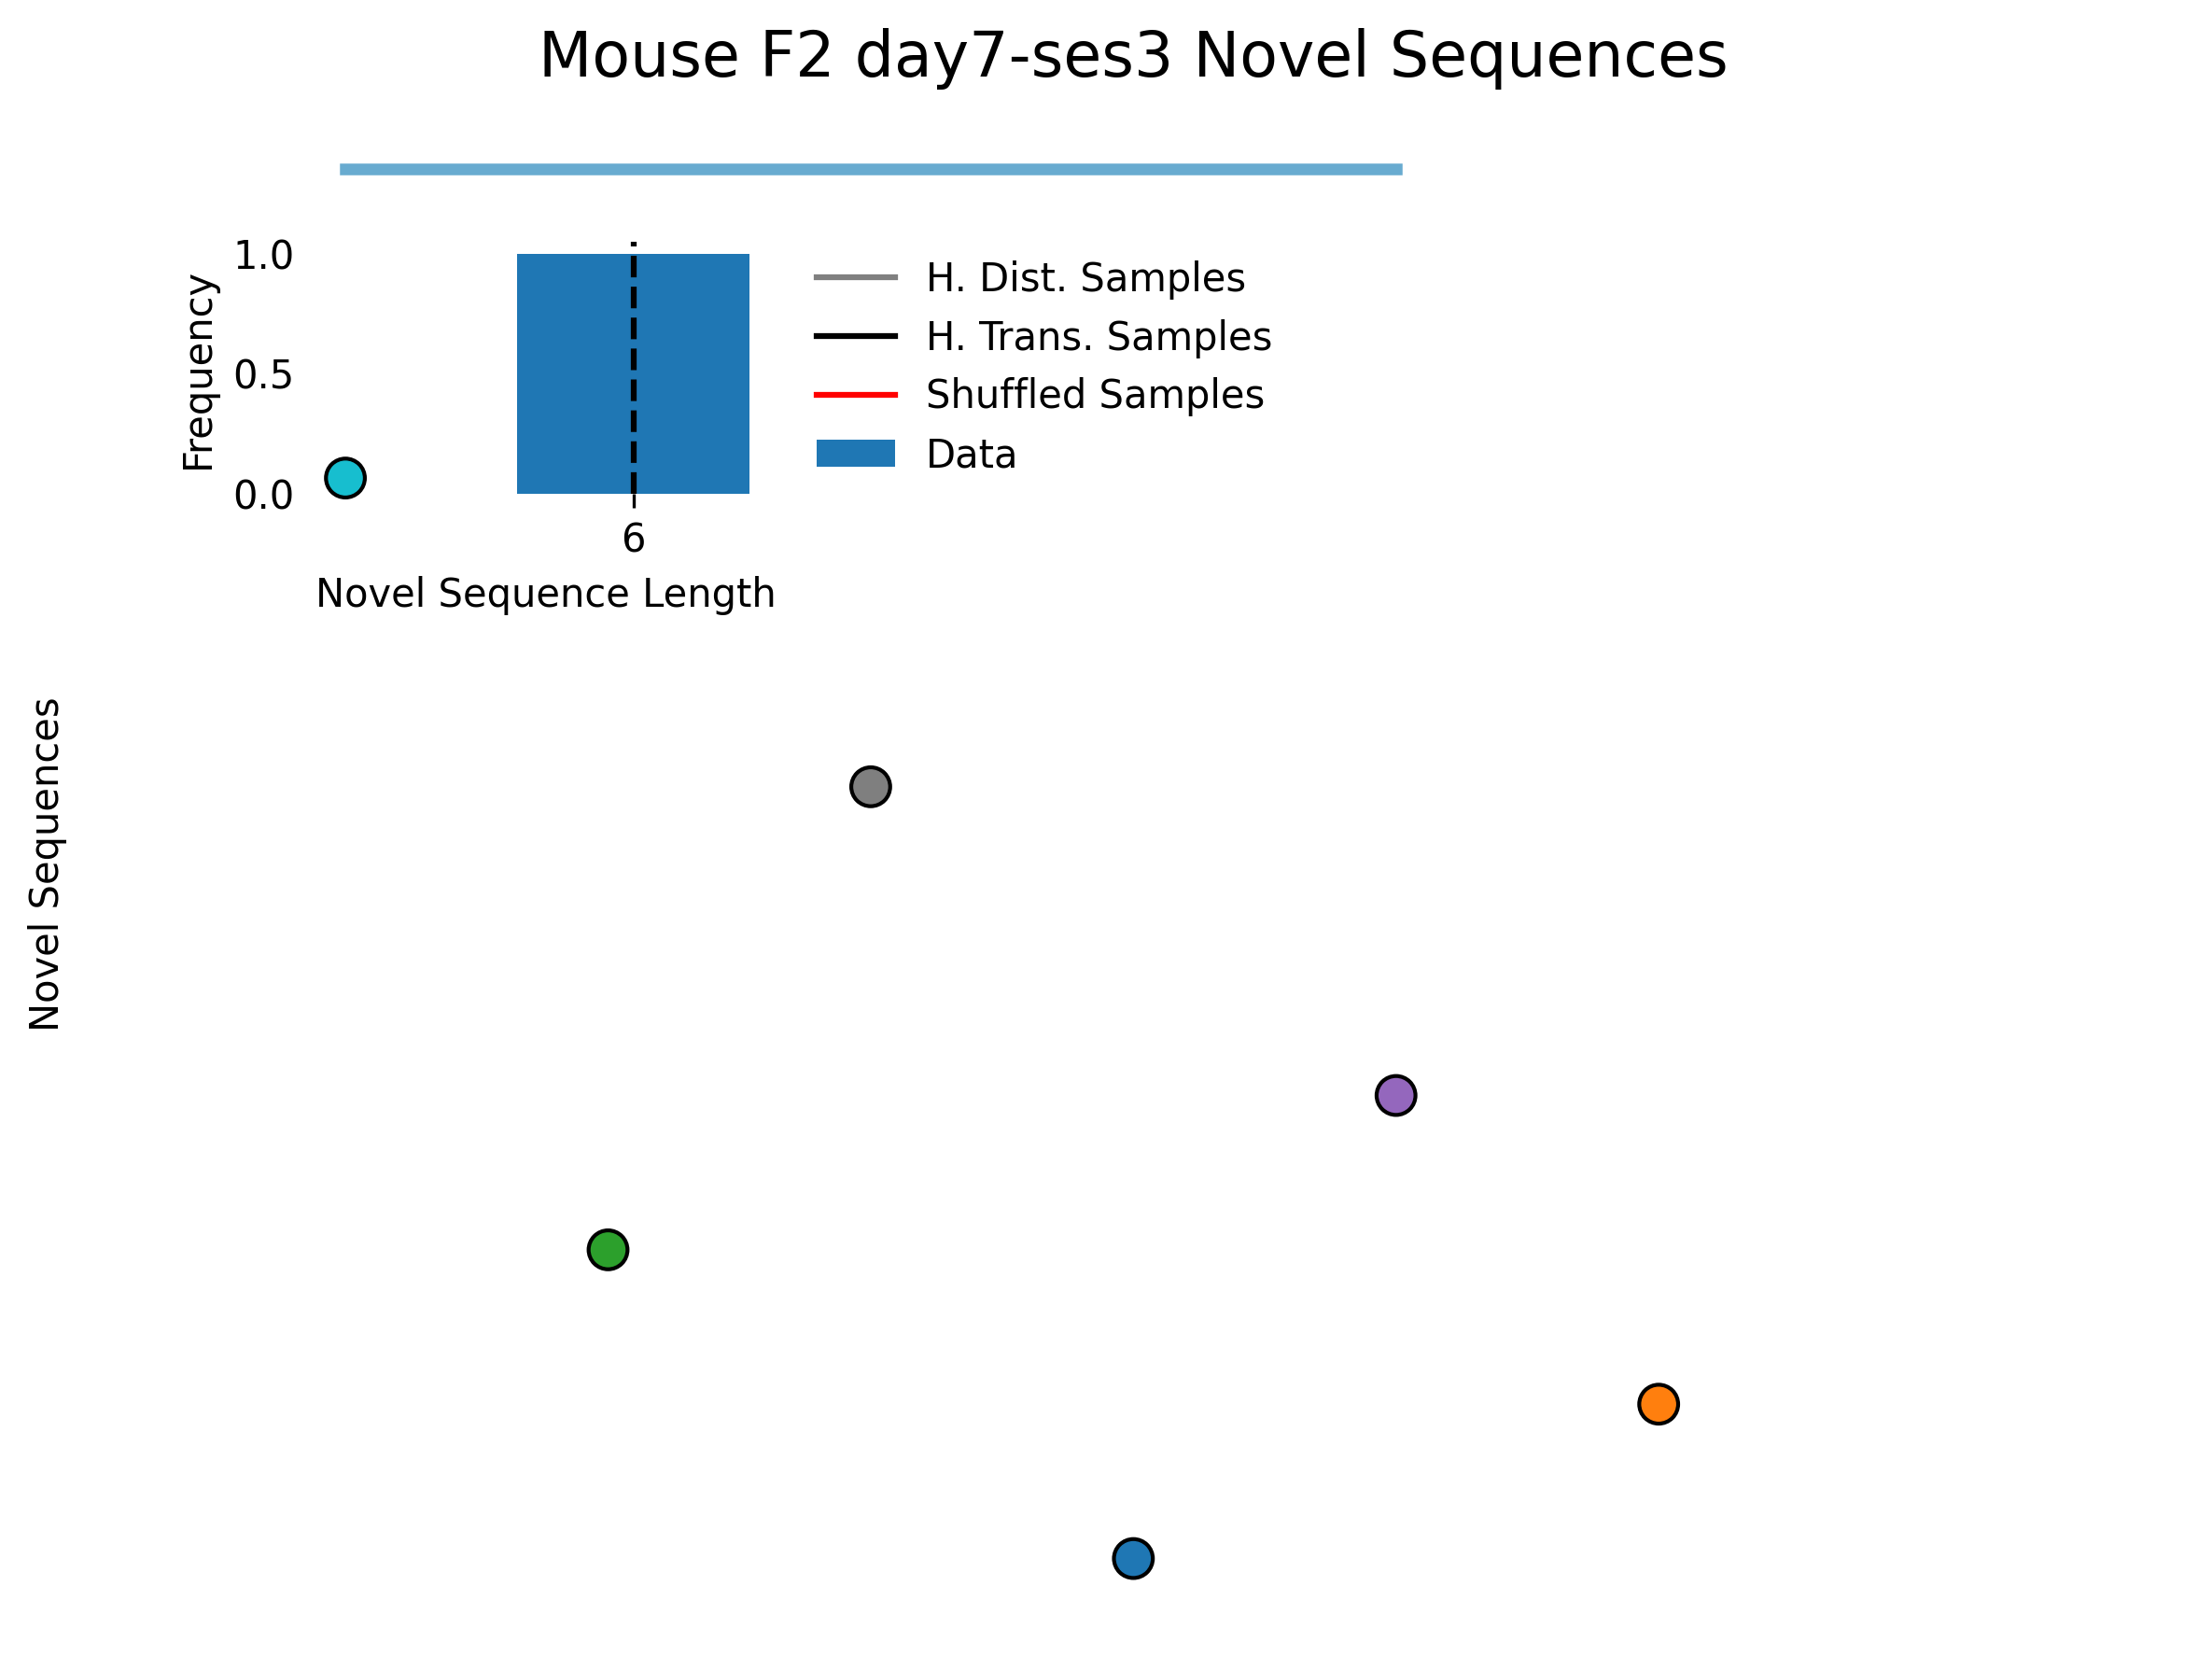 Mouse F2 day7-ses3 Novel Sequences
Frequency
1.0
0.5
0.0
6
Novel Sequence Length
H. Dist. Samples
H. Trans. Samples
Shuffled Samples
Data
Novel Sequences